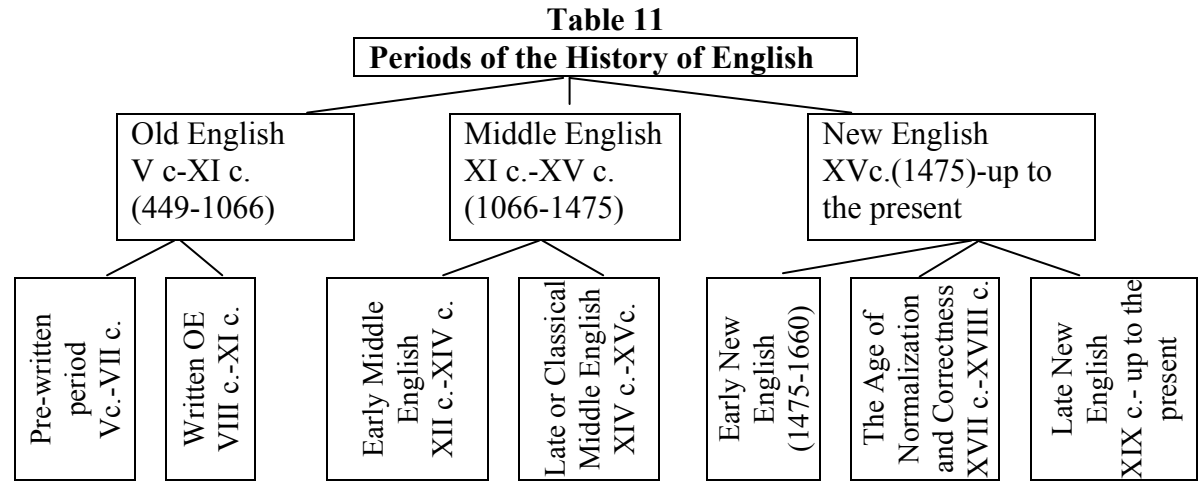 Table 11
Periods of the History of English
Old English
V c-XI c.
(449-1066)
Middle English
XI c.-XV c.
(1066-1475)
New English
XVc.(1475)-up to
the present
Pre-written
period
Vc.-VII c.
Written OE
VIII c.-XI c.
Early Middle
English
XII c.-XIV c.
Late or Classical
Middle English
XIV c.-XVc.
Early New
English
(1475-1660)
The Age of
Normalization
and Correctness
XVII c.-XVIII c.
Late New
English
XIX c.- up to the
present